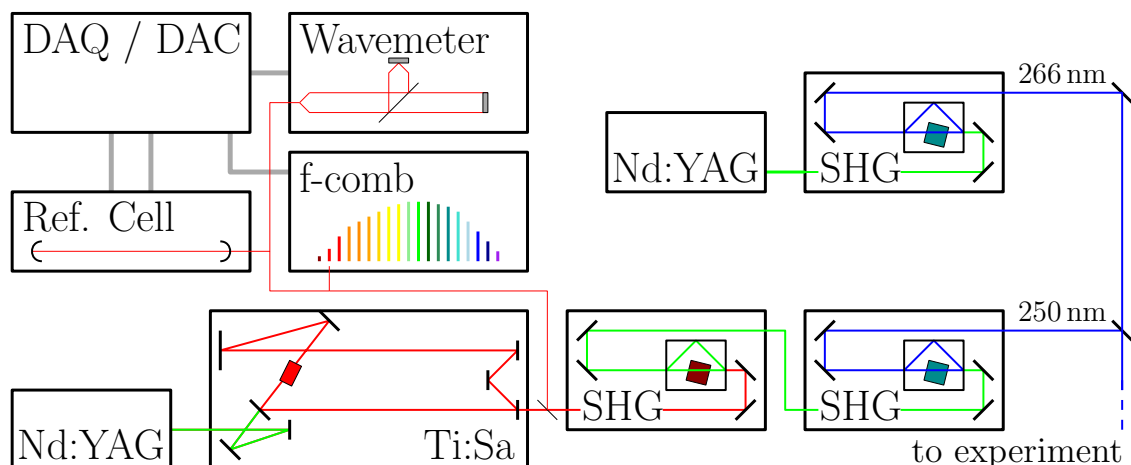 DAQ / DAC
Wavemeter
266 nm
Nd:YAG
SHG
f-comb
Ref. Cell
250 nm
SHG
SHG
Nd:YAG
Ti:Sa
to experiment